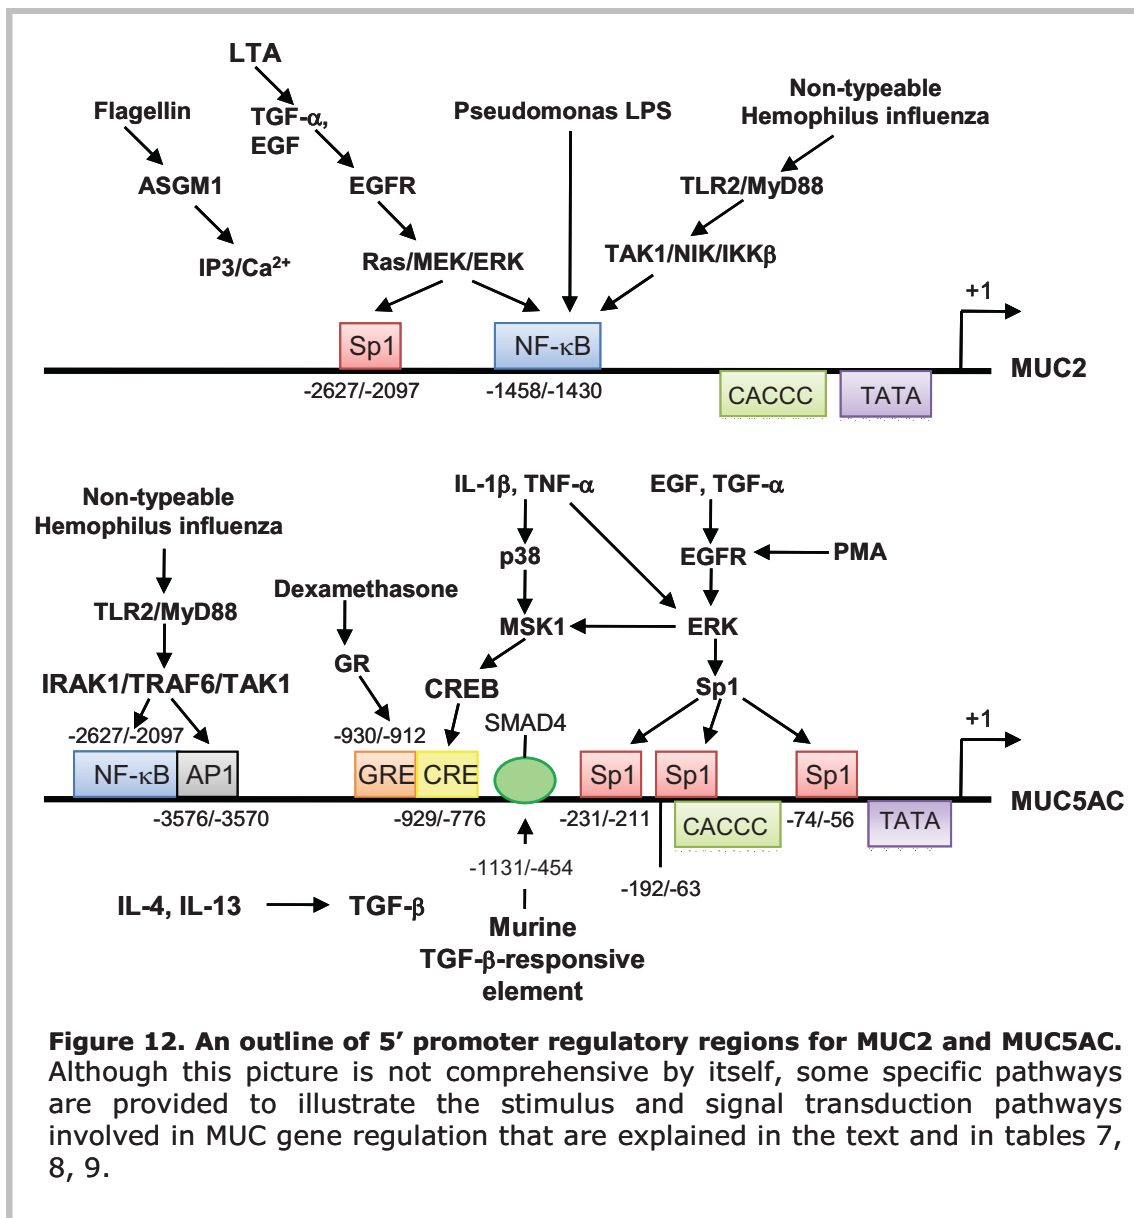 LTA
Flagellin
TGF-α,
EGF
Pseudomonas LPS
Non-typeable
Hemophilus influenza
ASGM1
EGFR
TLR2/MyD88
IP3/Ca²⁺
Ras/MEK/ERK
TAK1/NIK/IKKβ
+1
Sp1
NF-κB
MUC2
-2627/-2097
-1458/-1430
CACCC
TATA
Non-typeable
Hemophilus influenza
IL-1β, TNF-α
EGF, TGF-α
p38
EGFR
PMA
Dexamethasone
TLR2/MyD88
MSK1
ERK
GR
IRAK1/TRAF6/TAK1
CREB
Sp1
-2627/-2097
-930/-912
SMAD4
+1
NF-κB
AP1
GRE
CRE
Sp1
Sp1
Sp1
MUC5AC
-3576/-3570
-929/-776
-231/-211
CACCC
-74/-56
TATA
-1131/-454
-192/-63
IL-4, IL-13
TGF-β
Murine
TGF-β-responsive
element
Figure 12. An outline of 5’ promoter regulatory regions for MUC2 and MUC5AC.
Although this picture is not comprehensive by itself, some specific pathways
are provided to illustrate the stimulus and signal transduction pathways
involved in MUC gene regulation that are explained in the text and in tables 7,
8, 9.